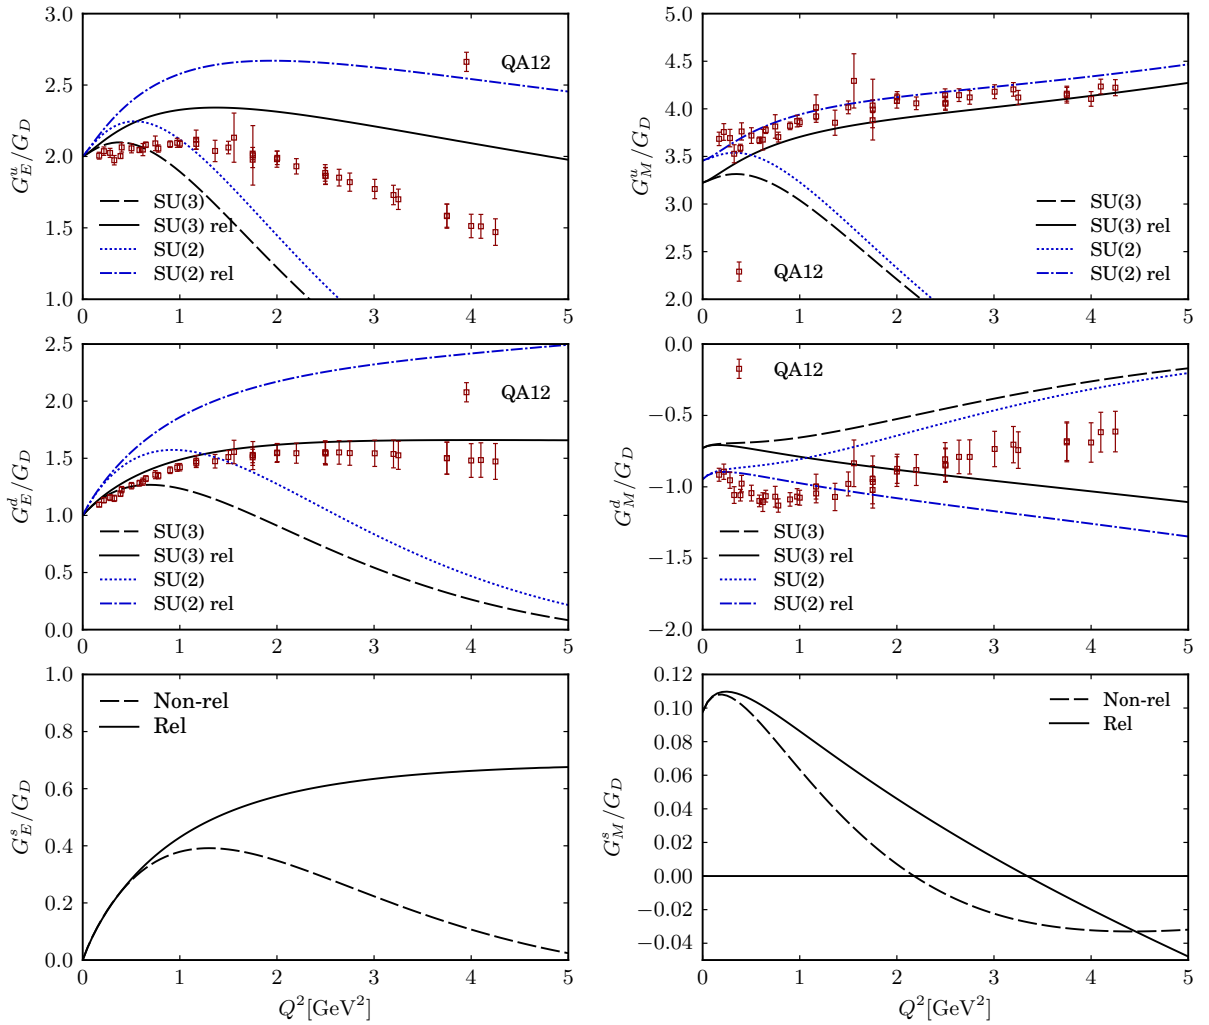 3.0
2.5
2.0
1.5
1.0
G_E^u/G_D
QA12
SU(3)
SU(3) rel
SU(2)
SU(2) rel
0 1 2 3 4 5
5.0
4.5
4.0
3.5
3.0
2.5
2.0
G_M^u/G_D
SU(3)
SU(3) rel
SU(2)
SU(2) rel
QA12
0 1 2 3 4 5
2.5
2.0
1.5
1.0
0.5
0.0
G_E^d/G_D
QA12
SU(3)
SU(3) rel
SU(2)
SU(2) rel
0 1 2 3 4 5
0.0
−0.5
−1.0
−1.5
−2.0
G_M^d/G_D
QA12
SU(3)
SU(3) rel
SU(2)
SU(2) rel
0 1 2 3 4 5
1.0
0.8
0.6
0.4
0.2
0.0
G_E^s/G_D
Non-rel
Rel
0 1 2 3 4 5
Q^2[GeV^2]
0.12
0.10
0.08
0.06
0.04
0.02
0.00
−0.02
−0.04
G_M^s/G_D
Non-rel
Rel
0 1 2 3 4 5
Q^2[GeV^2]